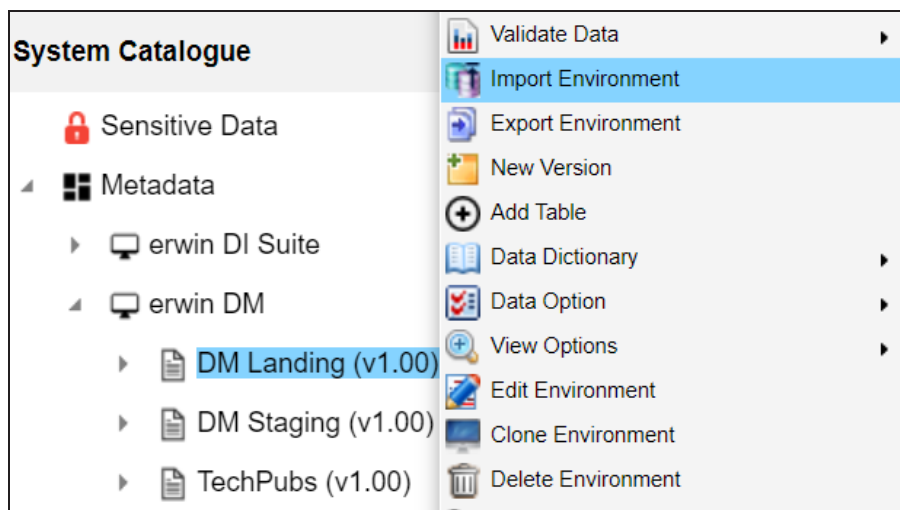 System Catalogue
Sensitive Data
Metadata
erwin DI Suite
erwin DM
DM Landing (v1.00)
DM Staging (v1.00)
TechPubs (v1.00)
Validate Data
Import Environment
Export Environment
New Version
Add Table
Data Dictionary
Data Option
View Options
Edit Environment
Clone Environment
Delete Environment